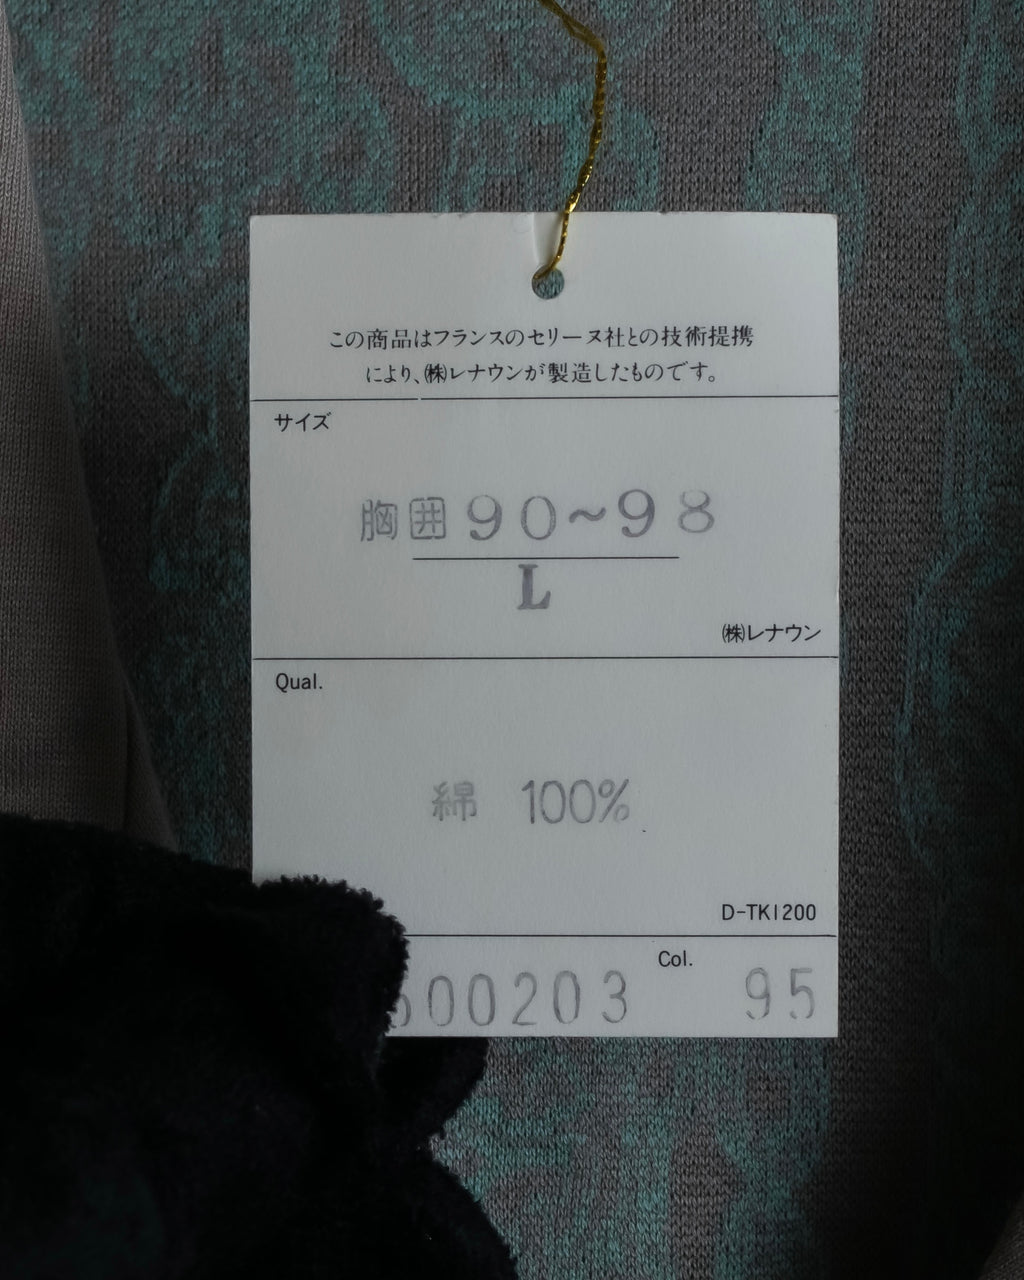 この商品はフランスのセリーヌ社との技術提携
により、㈱レナウンが製造したものです。
サイズ
胸囲90~98
L
㈱レナウン
Qual.
綿 100%
D-TK1200
Col.
00203 95